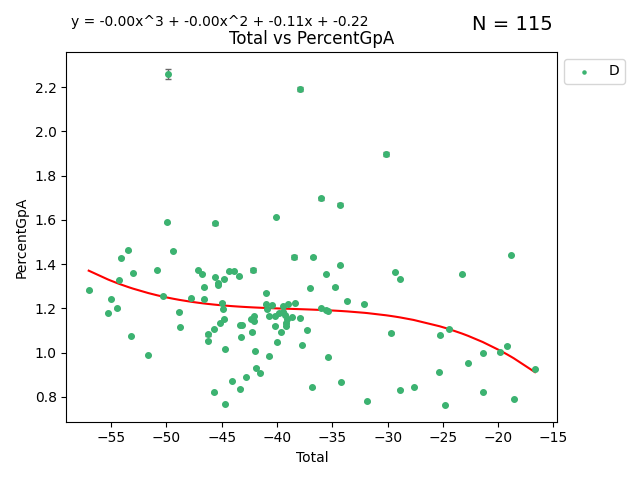 y = -0.00x^3 + -0.00x^2 + -0.11x + -0.22
N = 115
Total vs PercentGpA
D
PercentGpA
2.2
2.0
1.8
1.6
1.4
1.2
1.0
0.8
−55 −50 −45 −40 −35 −30 −25 −20 −15
Total